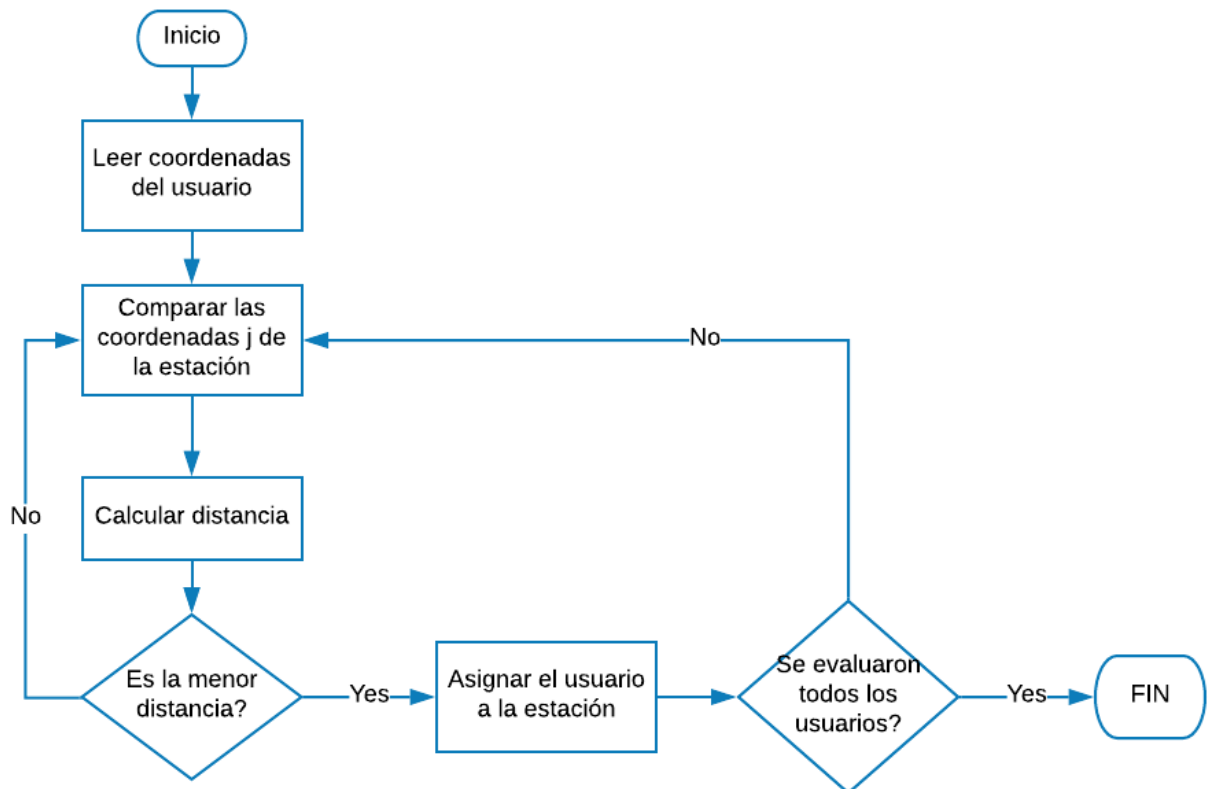 Inicio
Leer coordenadas
del usuario
Comparar las
coordenadas j de
la estación
No
No
Calcular distancia
Es la menor
distancia?
Yes
Asignar el usuario
a la estación
Se evaluaron
todos los
usuarios?
Yes
FIN